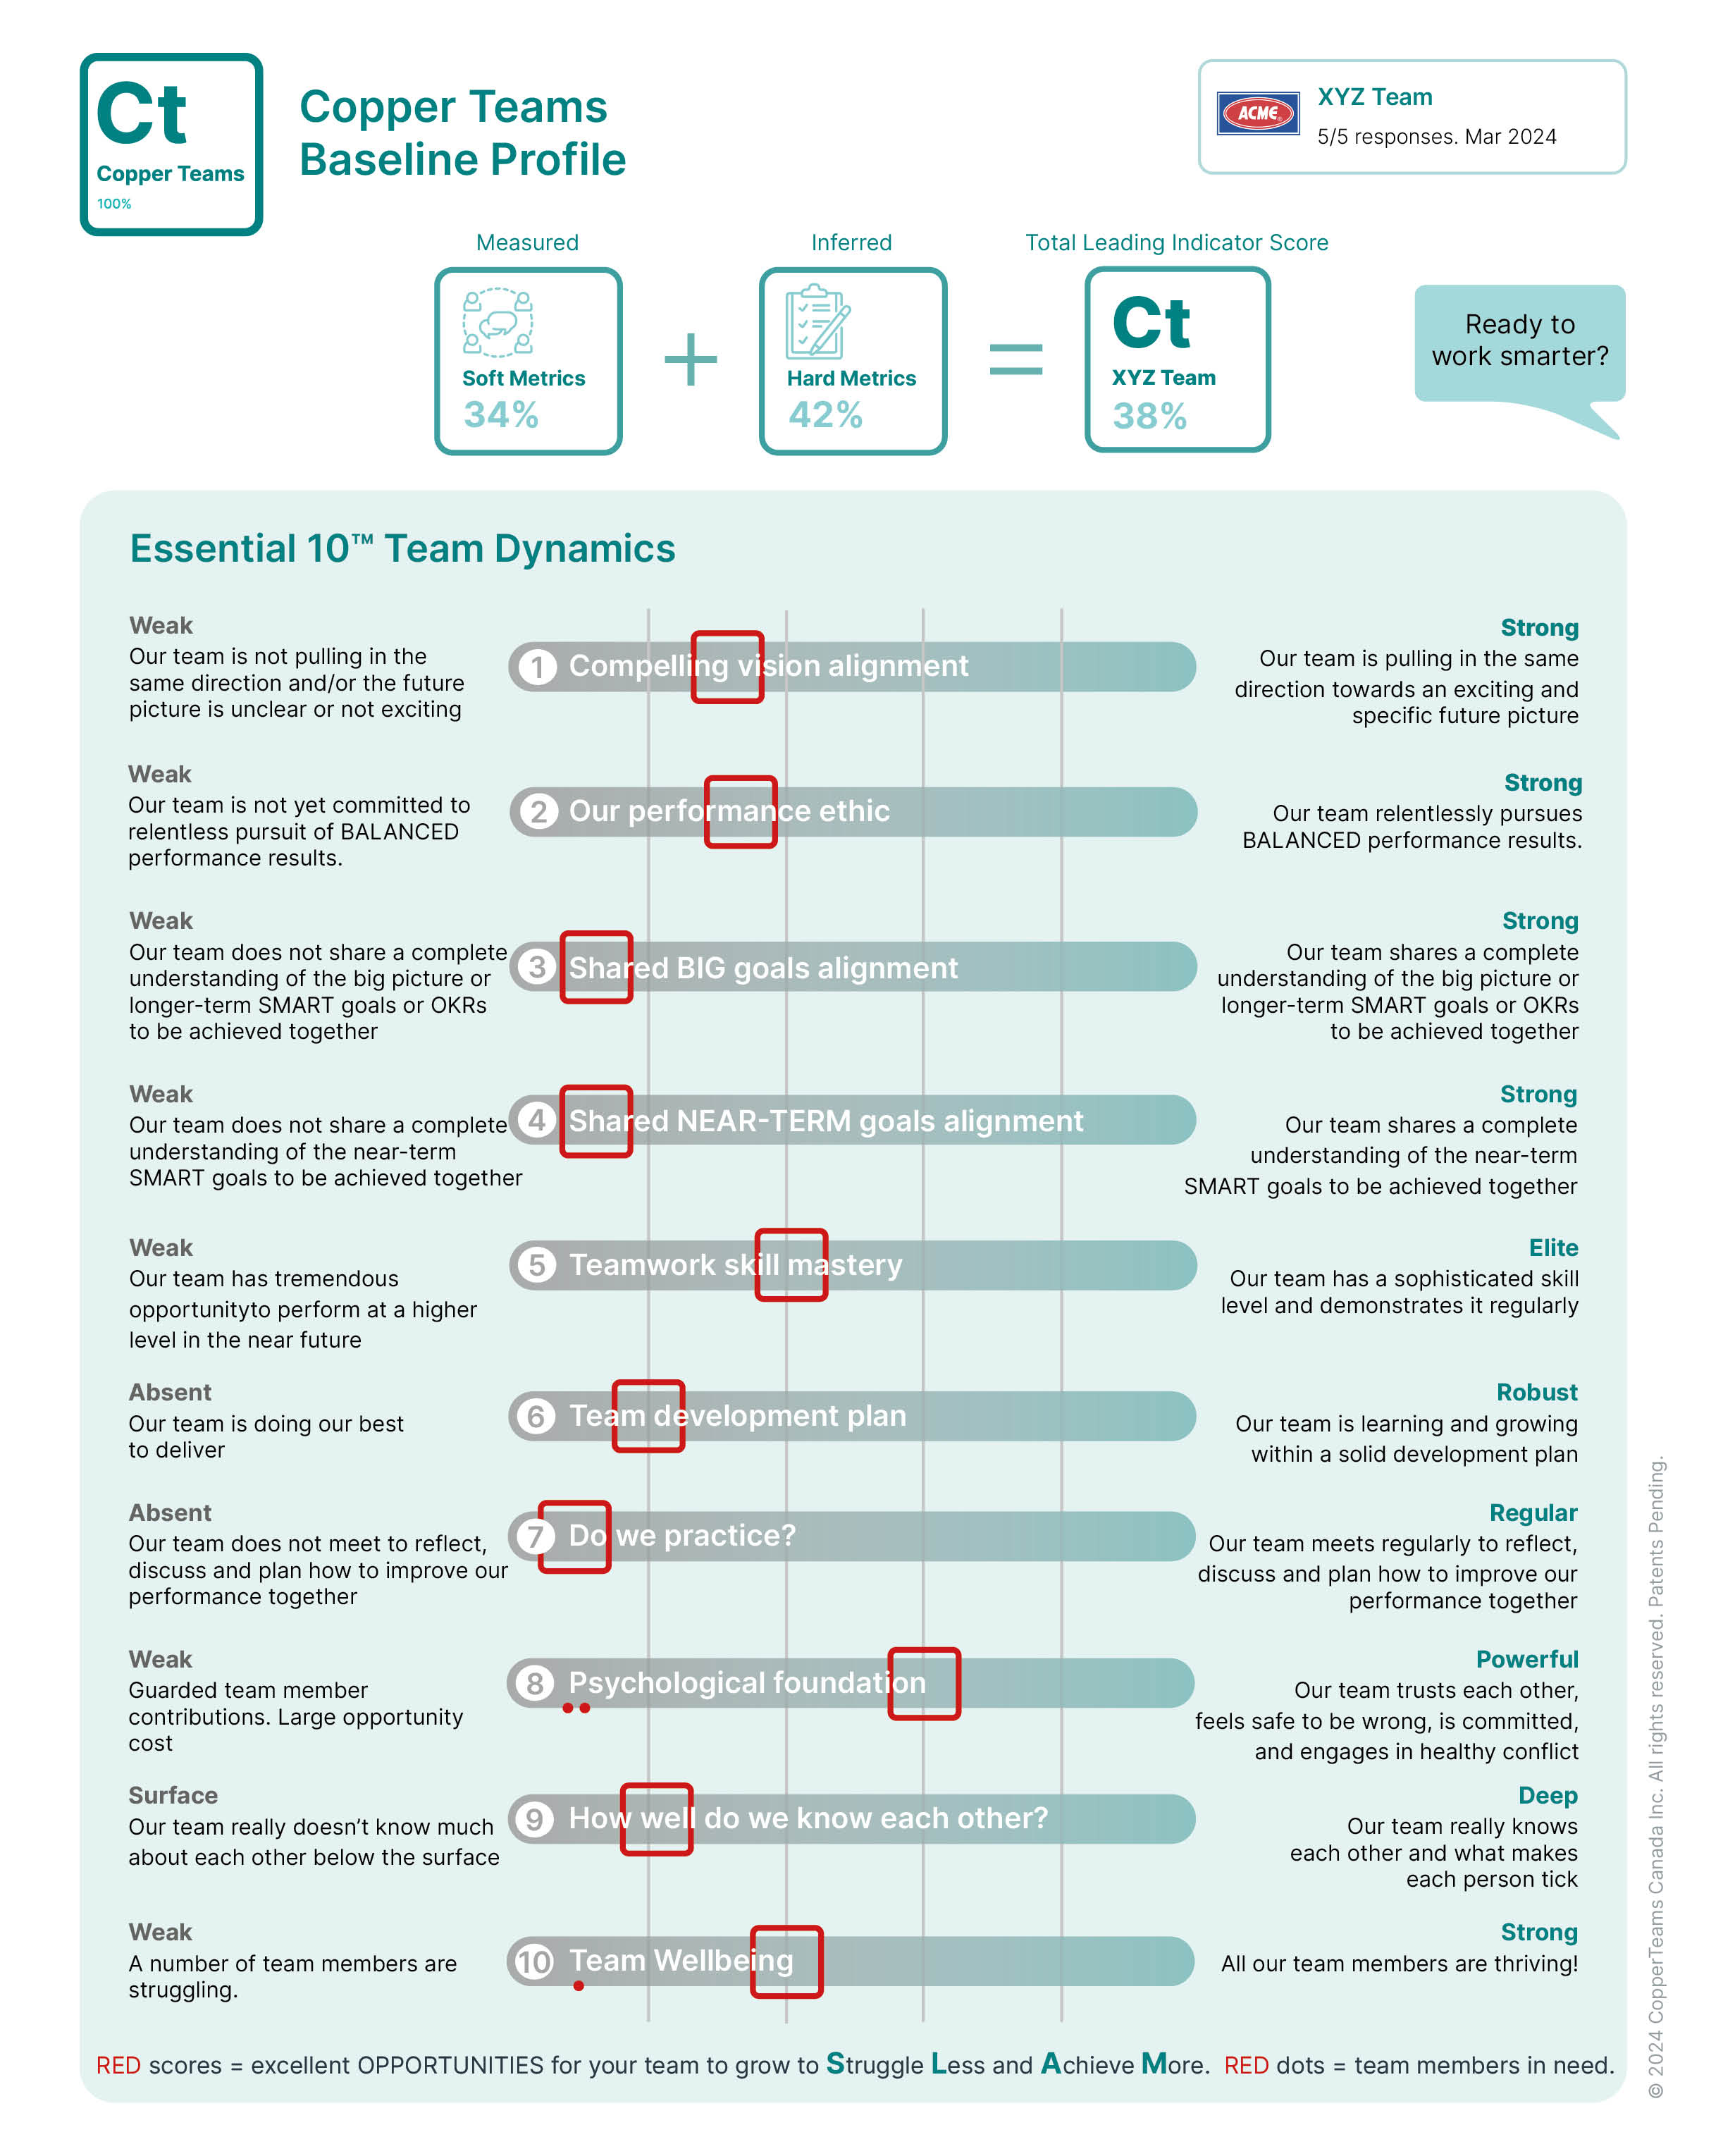 Ct
Copper Teams
100%
Copper Teams
Baseline Profile
ACME
XYZ Team
5/5 responses. Mar 2024
Measured
Soft Metrics
34%
+
Inferred
Hard Metrics
42%
=
Total Leading Indicator Score
Ct
XYZ Team
38%
Ready to
work smarter?
Essential 10™ Team Dynamics
Weak
Our team is not pulling in the
same direction and/or the future
picture is unclear or not exciting
1 Compelling vision alignment
Strong
Our team is pulling in the same
direction towards an exciting and
specific future picture
Weak
Our team is not yet committed to
relentless pursuit of BALANCED
performance results.
2 Our performance ethic
Strong
Our team relentlessly pursues
BALANCED performance results.
Weak
Our team does not share a complete
understanding of the big picture or
longer-term SMART goals or OKRs
to be achieved together
3 Shared BIG goals alignment
Strong
Our team shares a complete
understanding of the big picture or
longer-term SMART goals or OKRs
to be achieved together
Weak
Our team does not share a complete
understanding of the near-term
SMART goals to be achieved together
4 Shared NEAR-TERM goals alignment
Strong
Our team shares a complete
understanding of the near-term
SMART goals to be achieved together
Weak
Our team has tremendous
opportunityto perform at a higher
level in the near future
5 Teamwork skill mastery
Elite
Our team has a sophisticated skill
level and demonstrates it regularly
Absent
Our team is doing our best
to deliver
6 Team development plan
Robust
Our team is learning and growing
within a solid development plan
Absent
Our team does not meet to reflect,
discuss and plan how to improve our
performance together
7 Do we practice?
Regular
Our team meets regularly to reflect,
discuss and plan how to improve our
performance together
Weak
Guarded team member
contributions. Large opportunity
cost
8 Psychological foundation
Powerful
Our team trusts each other,
feels safe to be wrong, is committed,
and engages in healthy conflict
Surface
Our team really doesn’t know much
about each other below the surface
9 How well do we know each other?
Deep
Our team really knows
each other and what makes
each person tick
Weak
A number of team members are
struggling.
10 Team Wellbeing
Strong
All our team members are thriving!
RED scores = excellent OPPORTUNITIES for your team to grow to Struggle Less and Achieve More. RED dots = team members in need.
© 2024 CopperTeams Canada Inc. All rights reserved. Patents Pending.